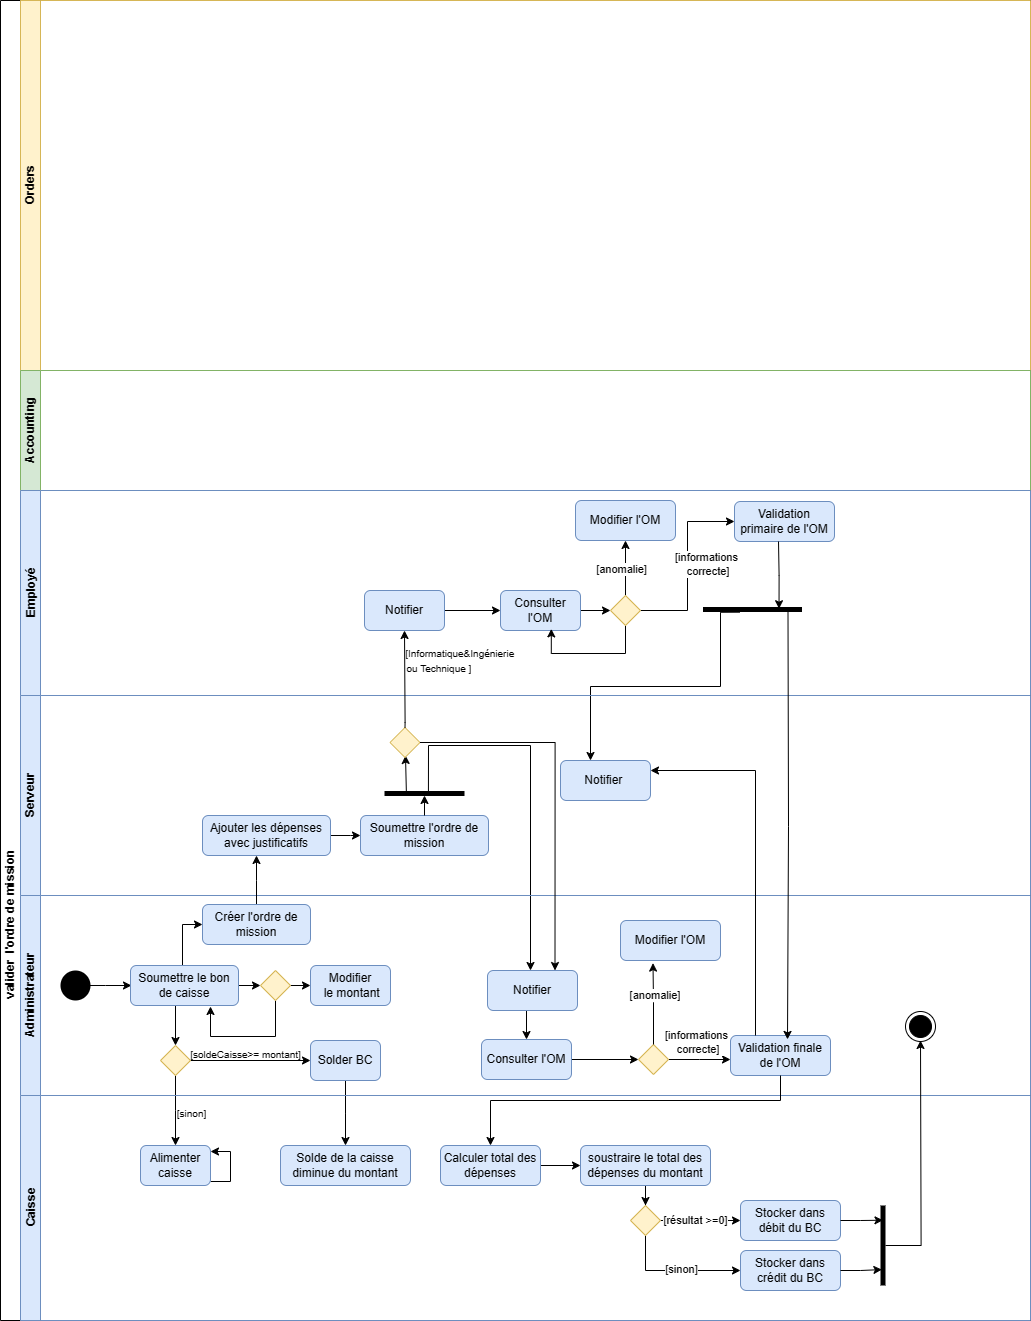 valider l'ordre de mission
Orders
Accounting
Employé
Modifier l'OM
Validation
primaire de l'OM
[anomalie]
[informations
correcte]
Notifier
Consulter
l'OM
[Informatique&Ingénierie
ou Technique ]
Serveur
Notifier
Ajouter les dépenses
avec justificatifs
Soumettre l'ordre de
mission
Administrateur
Créer l'ordre de
mission
Modifier l'OM
Soumettre le bon
de caisse
Modifier
le montant
Notifier
[anomalie]
[informations
correcte]
[soldeCaisse>= montant]
Solder BC
Consulter l'OM
Validation finale
de l'OM
Caisse
[sinon]
Alimenter
caisse
Solde de la caisse
diminue du montant
Calculer total des
dépenses
soustraire le total des
dépenses du montant
[résultat >=0]
Stocker dans
débit du BC
[sinon]
Stocker dans
crédit du BC